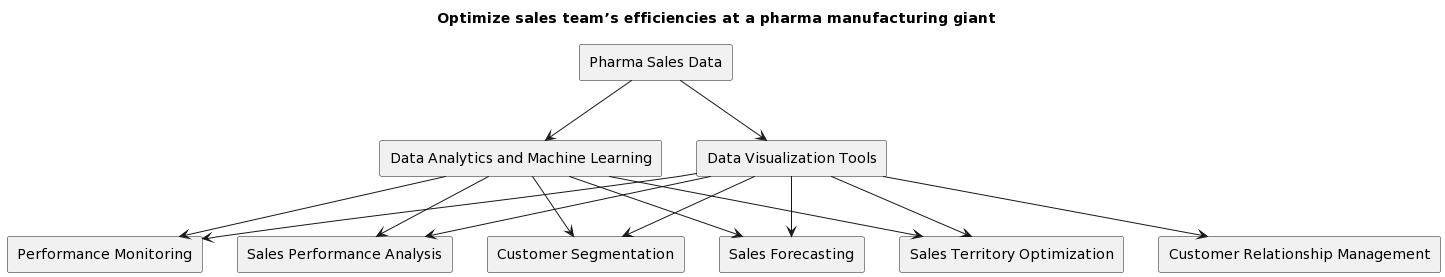 Optimize sales team’s efficiencies at a pharma manufacturing giant
Pharma Sales Data
Data Analytics and Machine Learning
Data Visualization Tools
Performance Monitoring
Sales Performance Analysis
Customer Segmentation
Sales Forecasting
Sales Territory Optimization
Customer Relationship Management